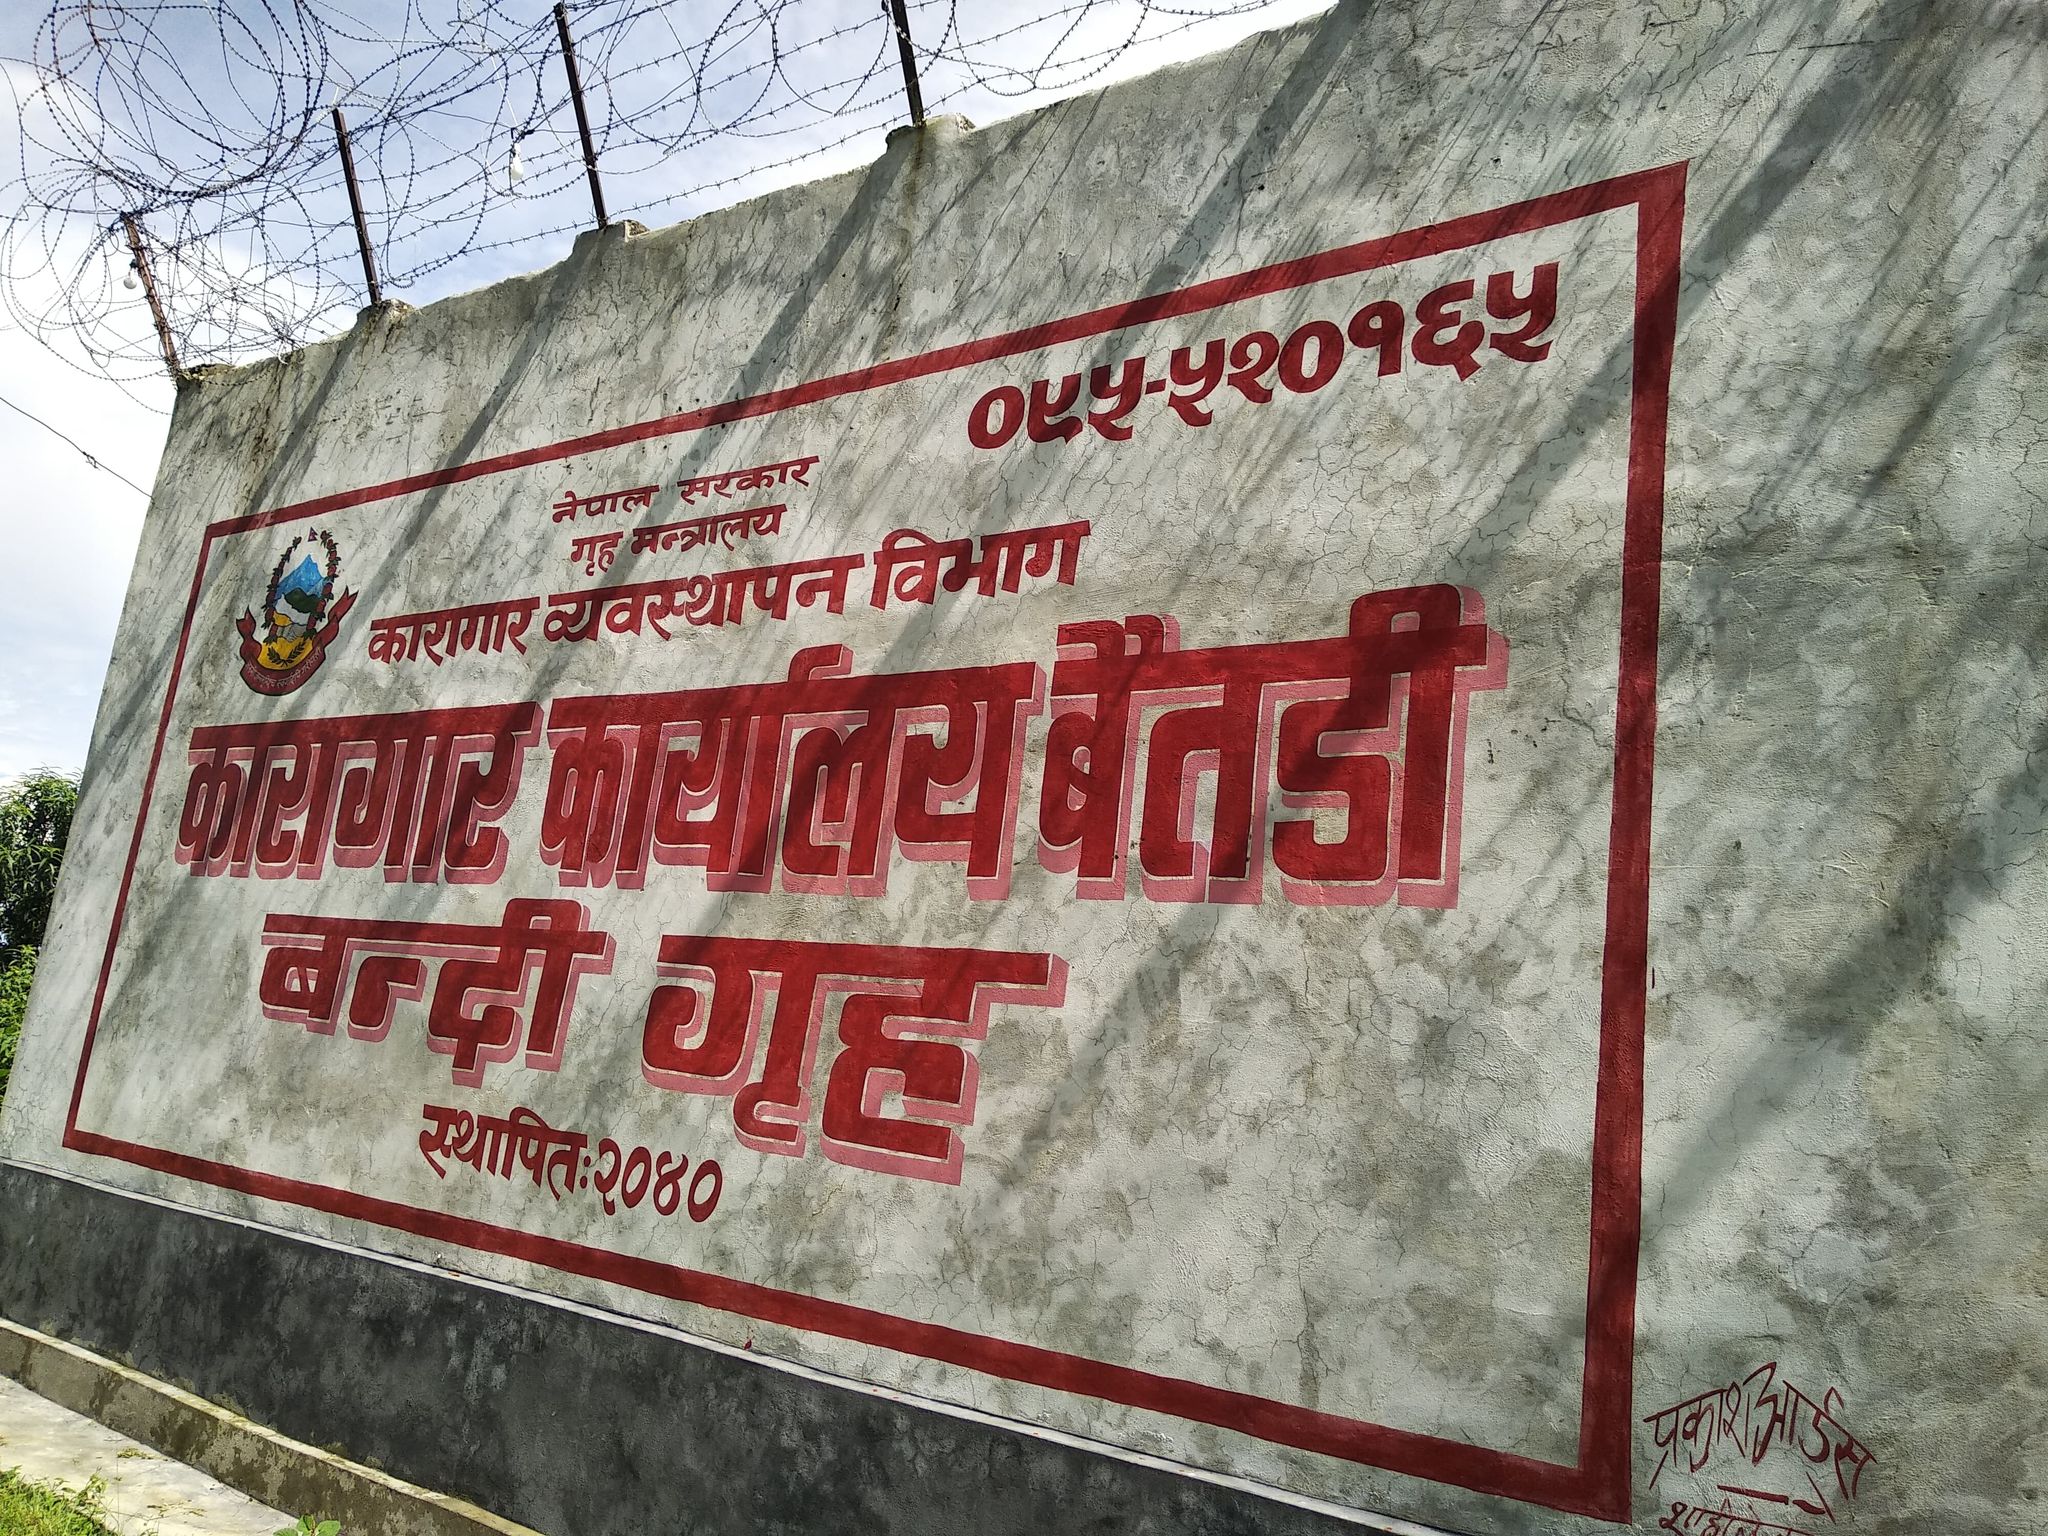 ०९५-५२०१६५
नेपाल सरकार
गृह मन्त्रालय
कारागार व्यवस्थापन विभाग
कारागार कार्यालय बैतडी
बन्दी गृह
स्थापितः २०४०
प्रकाश आर्ट्स